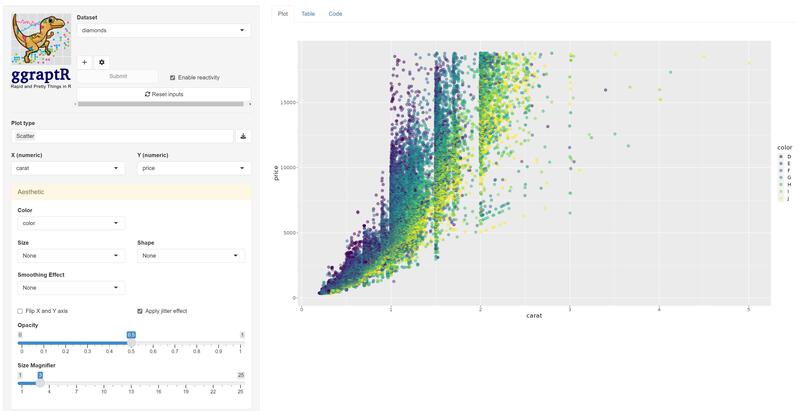 Dataset
diamonds
+
Submit
Enable reactivity
Reset inputs
ggraptR
Rapid and Pretty Things in R
Plot type
Scatter
X (numeric)
Y (numeric)
carat
price
Aesthetic
Color
color
Size
Shape
None
None
Smoothing Effect
None
Flip X and Y axis
Apply jitter effect
Opacity
0
0.5
1
0 0.1 0.2 0.3 0.4 0.5 0.6 0.7 0.8 0.9 1
Size Magnifier
1
3
25
1 4 7 10 13 16 19 22 25
Plot Table Code
15000
10000
5000
0
price
0 1 2 3 4 5
carat
color
D
E
F
G
H
I
J